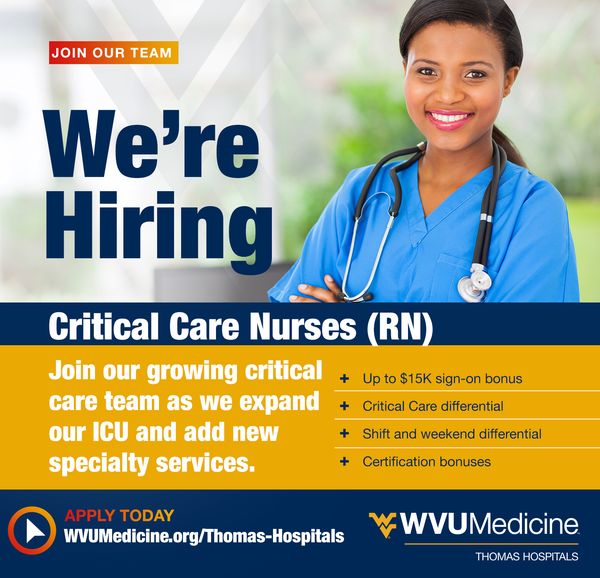 JOIN OUR TEAM
We're
Hiring
Critical Care Nurses (RN)
Join our growing critical
care team as we expand
our ICU and add new
specialty services.
+ Up to $15K sign-on bonus
+ Critical Care differential
+ Shift and weekend differential
+ Certification bonuses
APPLY TODAY
WVUMedicine.org/Thomas-Hospitals
WVUMedicine
THOMAS HOSPITALS